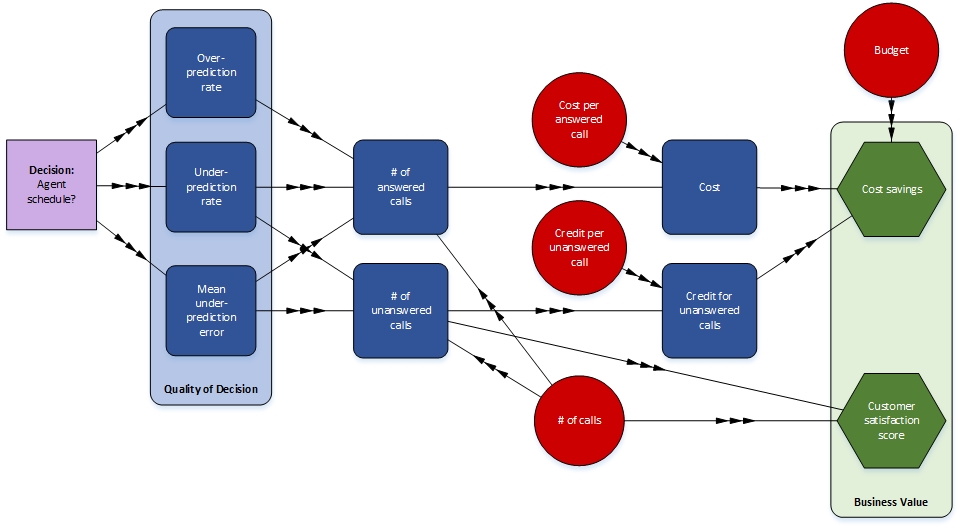 Over-
prediction
rate
Budget
Cost per
answered
call
Decision:
Agent
schedule?
Under-
prediction
rate
# of
answered
calls
Cost
Cost savings
Credit per
unanswered
call
Mean
under-
prediction
error
# of
unanswered
calls
Credit for
unanswered
calls
Quality of Decision
# of calls
Customer
satisfaction
score
Business Value